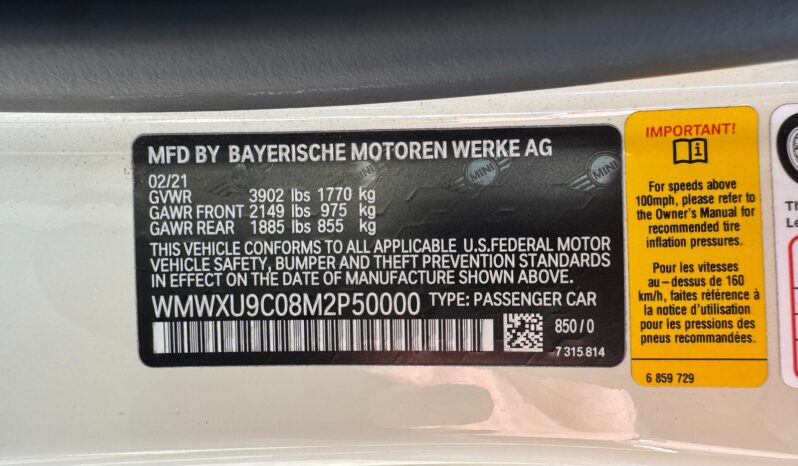 MFD BY BAYERISCHE MOTOREN WERKE AG
02/21
GVWR 3902 lbs 1770 kg
GAWR FRONT 2149 lbs 975 kg
GAWR REAR 1885 lbs 855 kg
THIS VEHICLE CONFORMS TO ALL APPLICABLE U.S.FEDERAL MOTOR
VEHICLE SAFETY, BUMPER AND THEFT PREVENTION STANDARDS
IN EFFECT ON THE DATE OF MANUFACTURE SHOWN ABOVE.
WMWXU9C08M2P50000 TYPE: PASSENGER CAR
850/0
7 315 814
MINI
MINI
MINI
IMPORTANT!
For speeds above
100mph, please refer to
the Owner's Manual for
recommended tire
inflation pressures.
Pour les vitesses
au-dessus de 160
km/h, faites référence à
la notice d'utilisation
pour les pressions des
pneus recommandées.
6 859 729
Th
Le